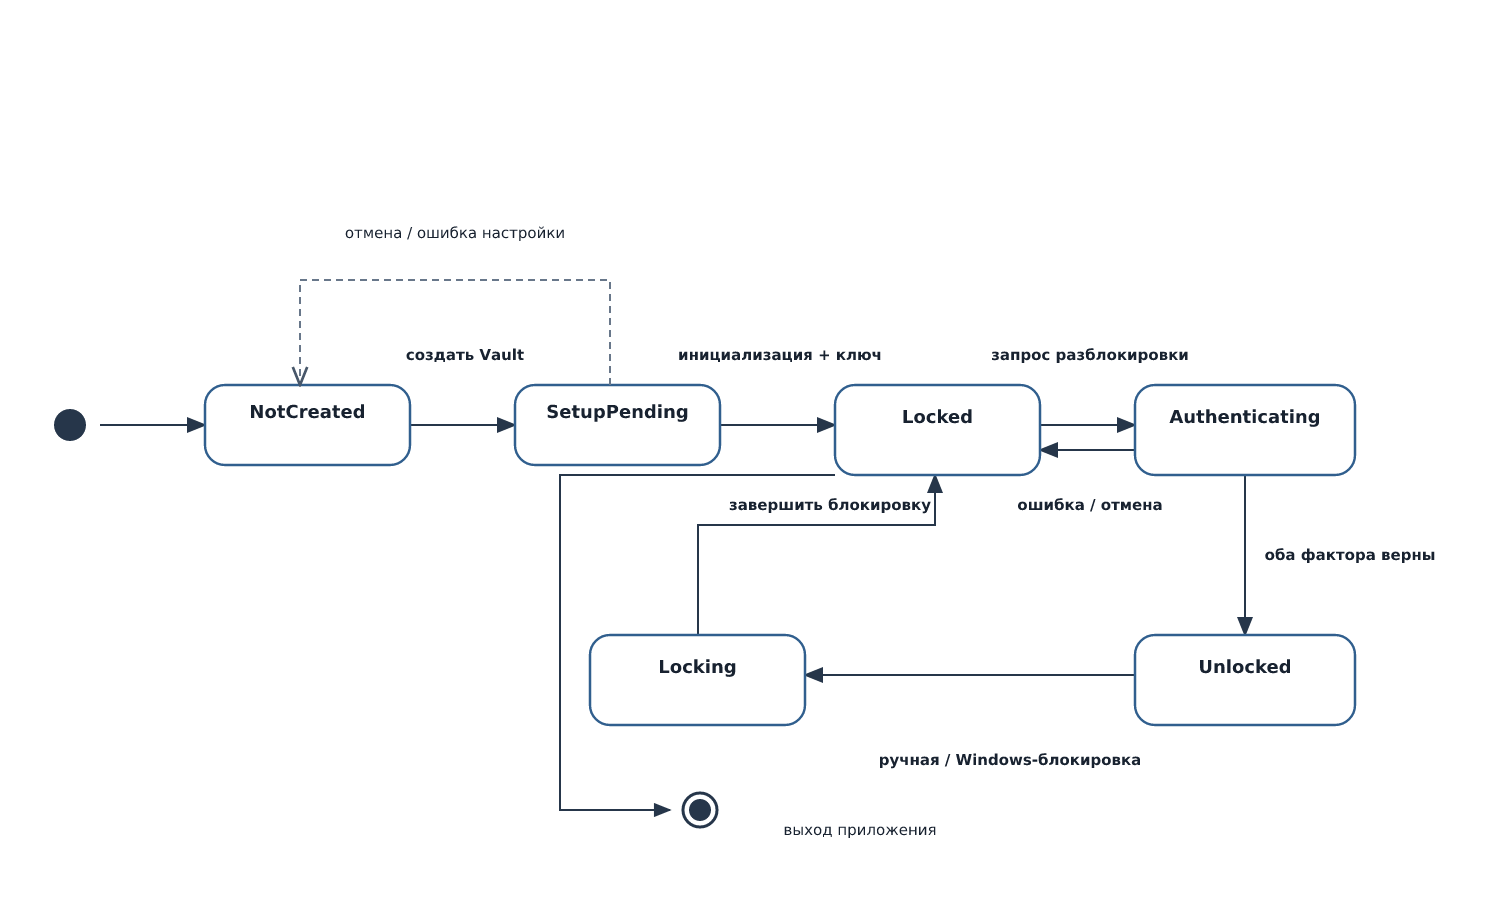 отмена / ошибка настройки
создать Vault
инициализация + ключ
запрос разблокировки
NotCreated
SetupPending
Locked
Authenticating
завершить блокировку
ошибка / отмена
оба фактора верны
Locking
Unlocked
ручная / Windows-блокировка
выход приложения